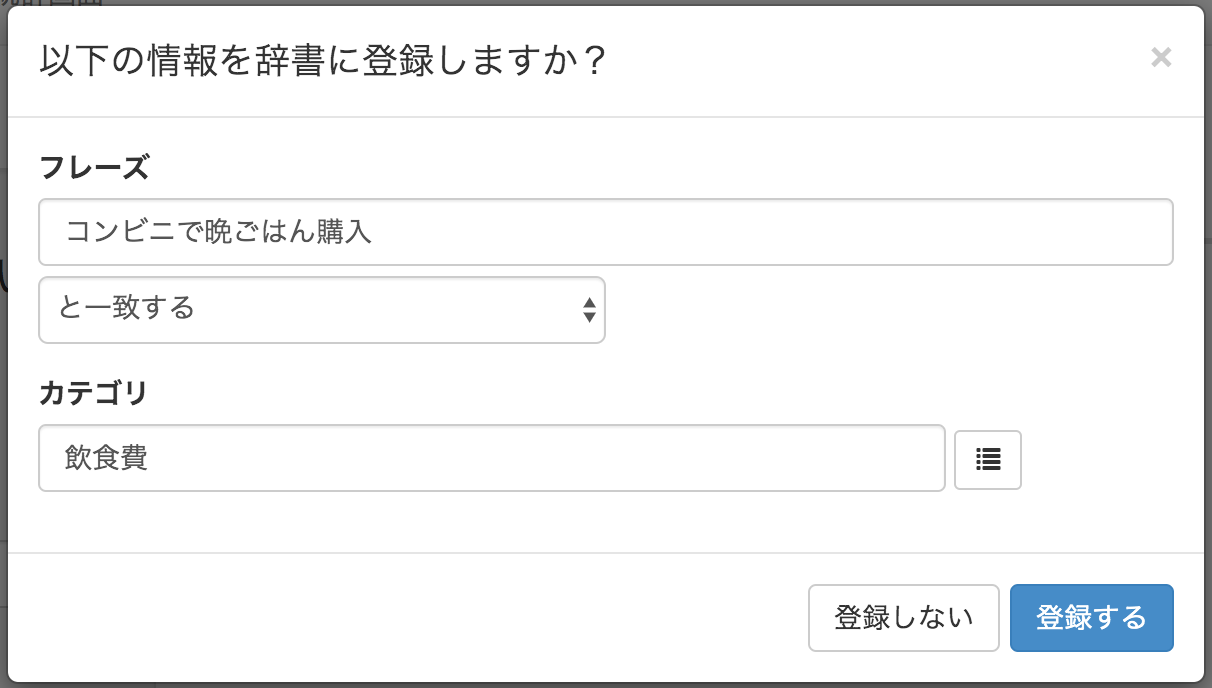 以下の情報を辞書に登録しますか？
×
フレーズ
コンビニで晩ごはん購入
と一致する
カテゴリ
飲食費
登録しない
登録する